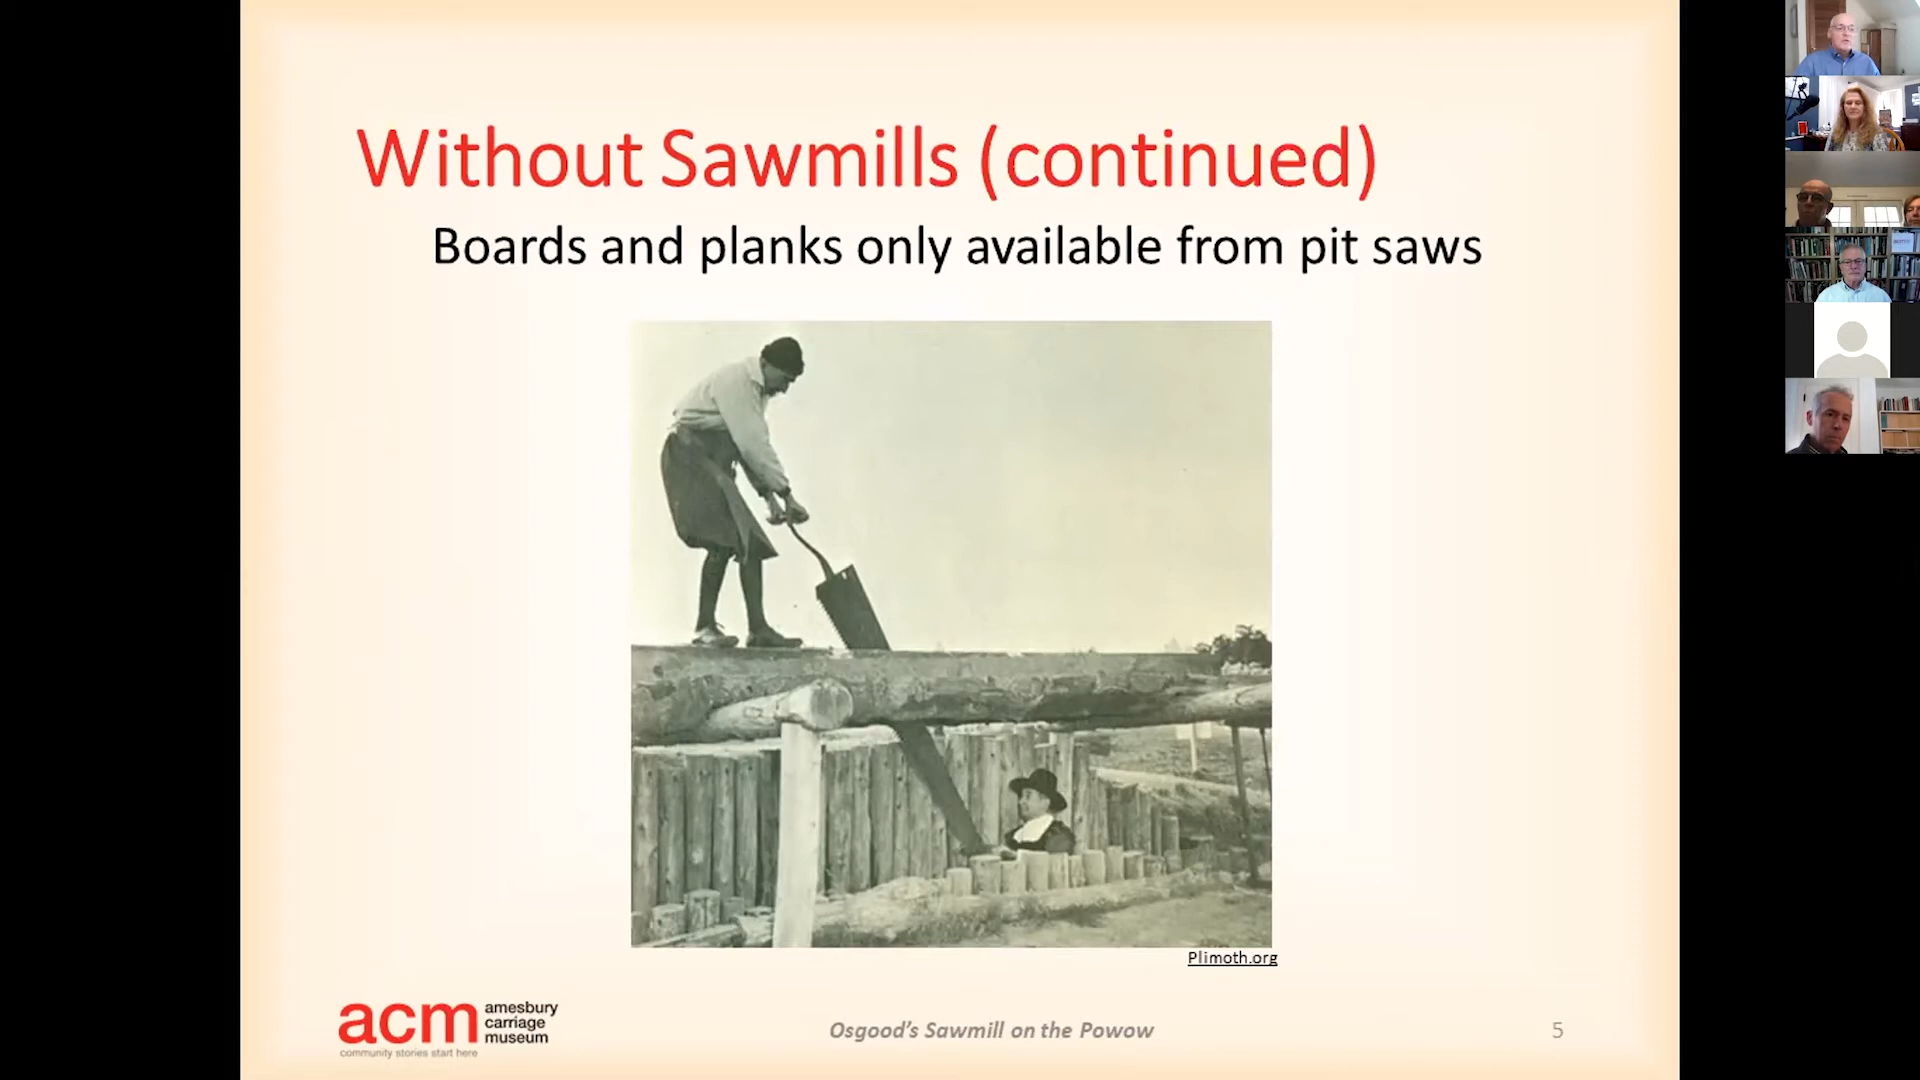 Without Sawmills (continued)
Boards and planks only available from pit saws
Plimoth.org
acm
amesbury
carriage
museum
community stories start here
Osgood's Sawmill on the Powow
5